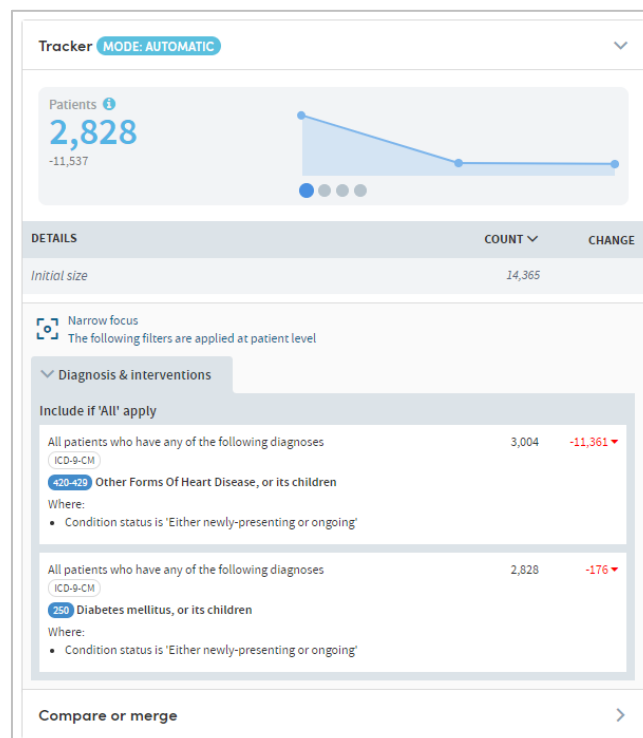 Tracker MODE: AUTOMATIC
Patients i
2,828
-11,537
DETAILS COUNT CHANGE
Initial size 14,365
Narrow focus
The following filters are applied at patient level
Diagnosis & interventions
Include if 'All' apply
All patients who have any of the following diagnoses 3,004 -11,361
ICD-9-CM
420-429 Other Forms Of Heart Disease, or its children
Where:
• Condition status is 'Either newly-presenting or ongoing'
All patients who have any of the following diagnoses 2,828 -176
ICD-9-CM
250 Diabetes mellitus, or its children
Where:
• Condition status is 'Either newly-presenting or ongoing'
Compare or merge